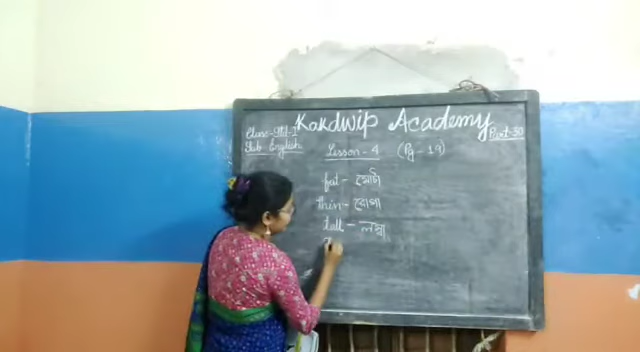 Kakdwip Academy
Class-Std-I
Sub-English
Part-30
Lesson-4 (Pg-19)
fat - মোটা
thin - রোগা
tall - লম্বা